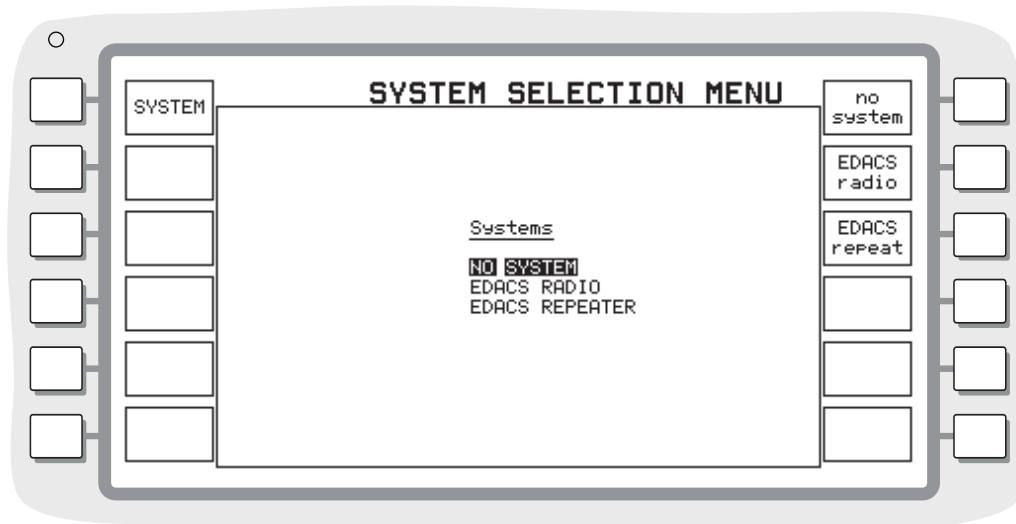 SYSTEM SELECTION MENU
SYSTEM
Systems
NO SYSTEM
EDACS RADIO
EDACS REPEATER
no
system
EDACS
radio
EDACS
repeat